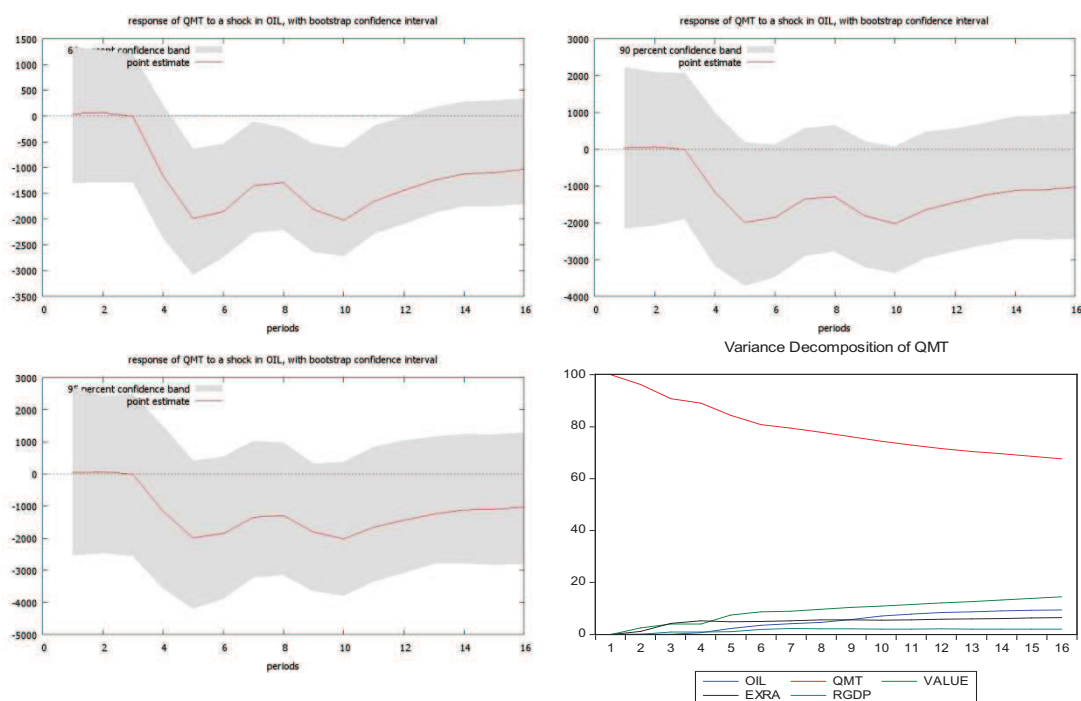 response of QMT to a shock in OIL, with bootstrap confidence interval
percent confidence band
point estimate
1500
1000
500
0
-500
-1000
-1500
-2000
-2500
-3000
-3500
0 2 4 6 8 10 12 14 16
periods
response of QMT to a shock in OIL, with bootstrap confidence interval
90 percent confidence band
point estimate
3000
2000
1000
0
-1000
-2000
-3000
-4000
0 2 4 6 8 10 12 14 16
periods
response of QMT to a shock in OIL, with bootstrap confidence interval
percent confidence band
point estimate
3000
2000
1000
0
-1000
-2000
-3000
-4000
-5000
0 2 4 6 8 10 12 14 16
periods
Variance Decomposition of QMT
100
80
60
40
20
0
1 2 3 4 5 6 7 8 9 10 11 12 13 14 15 16
OIL QMT VALUE
EXRA RGDP